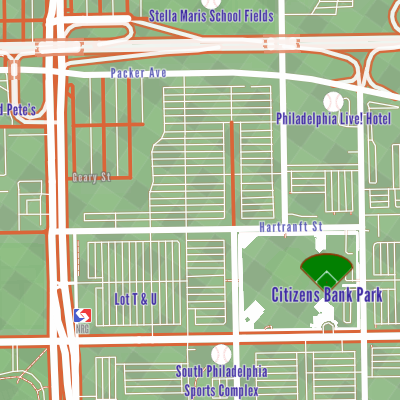 Stella Maris School Fields
Packer Ave
d Pete's
Philadelphia Live! Hotel
Geary St
Hartranft St
Citizens Bank Park
Lot T & U
NRG
South Philadelphia
Sports Complex